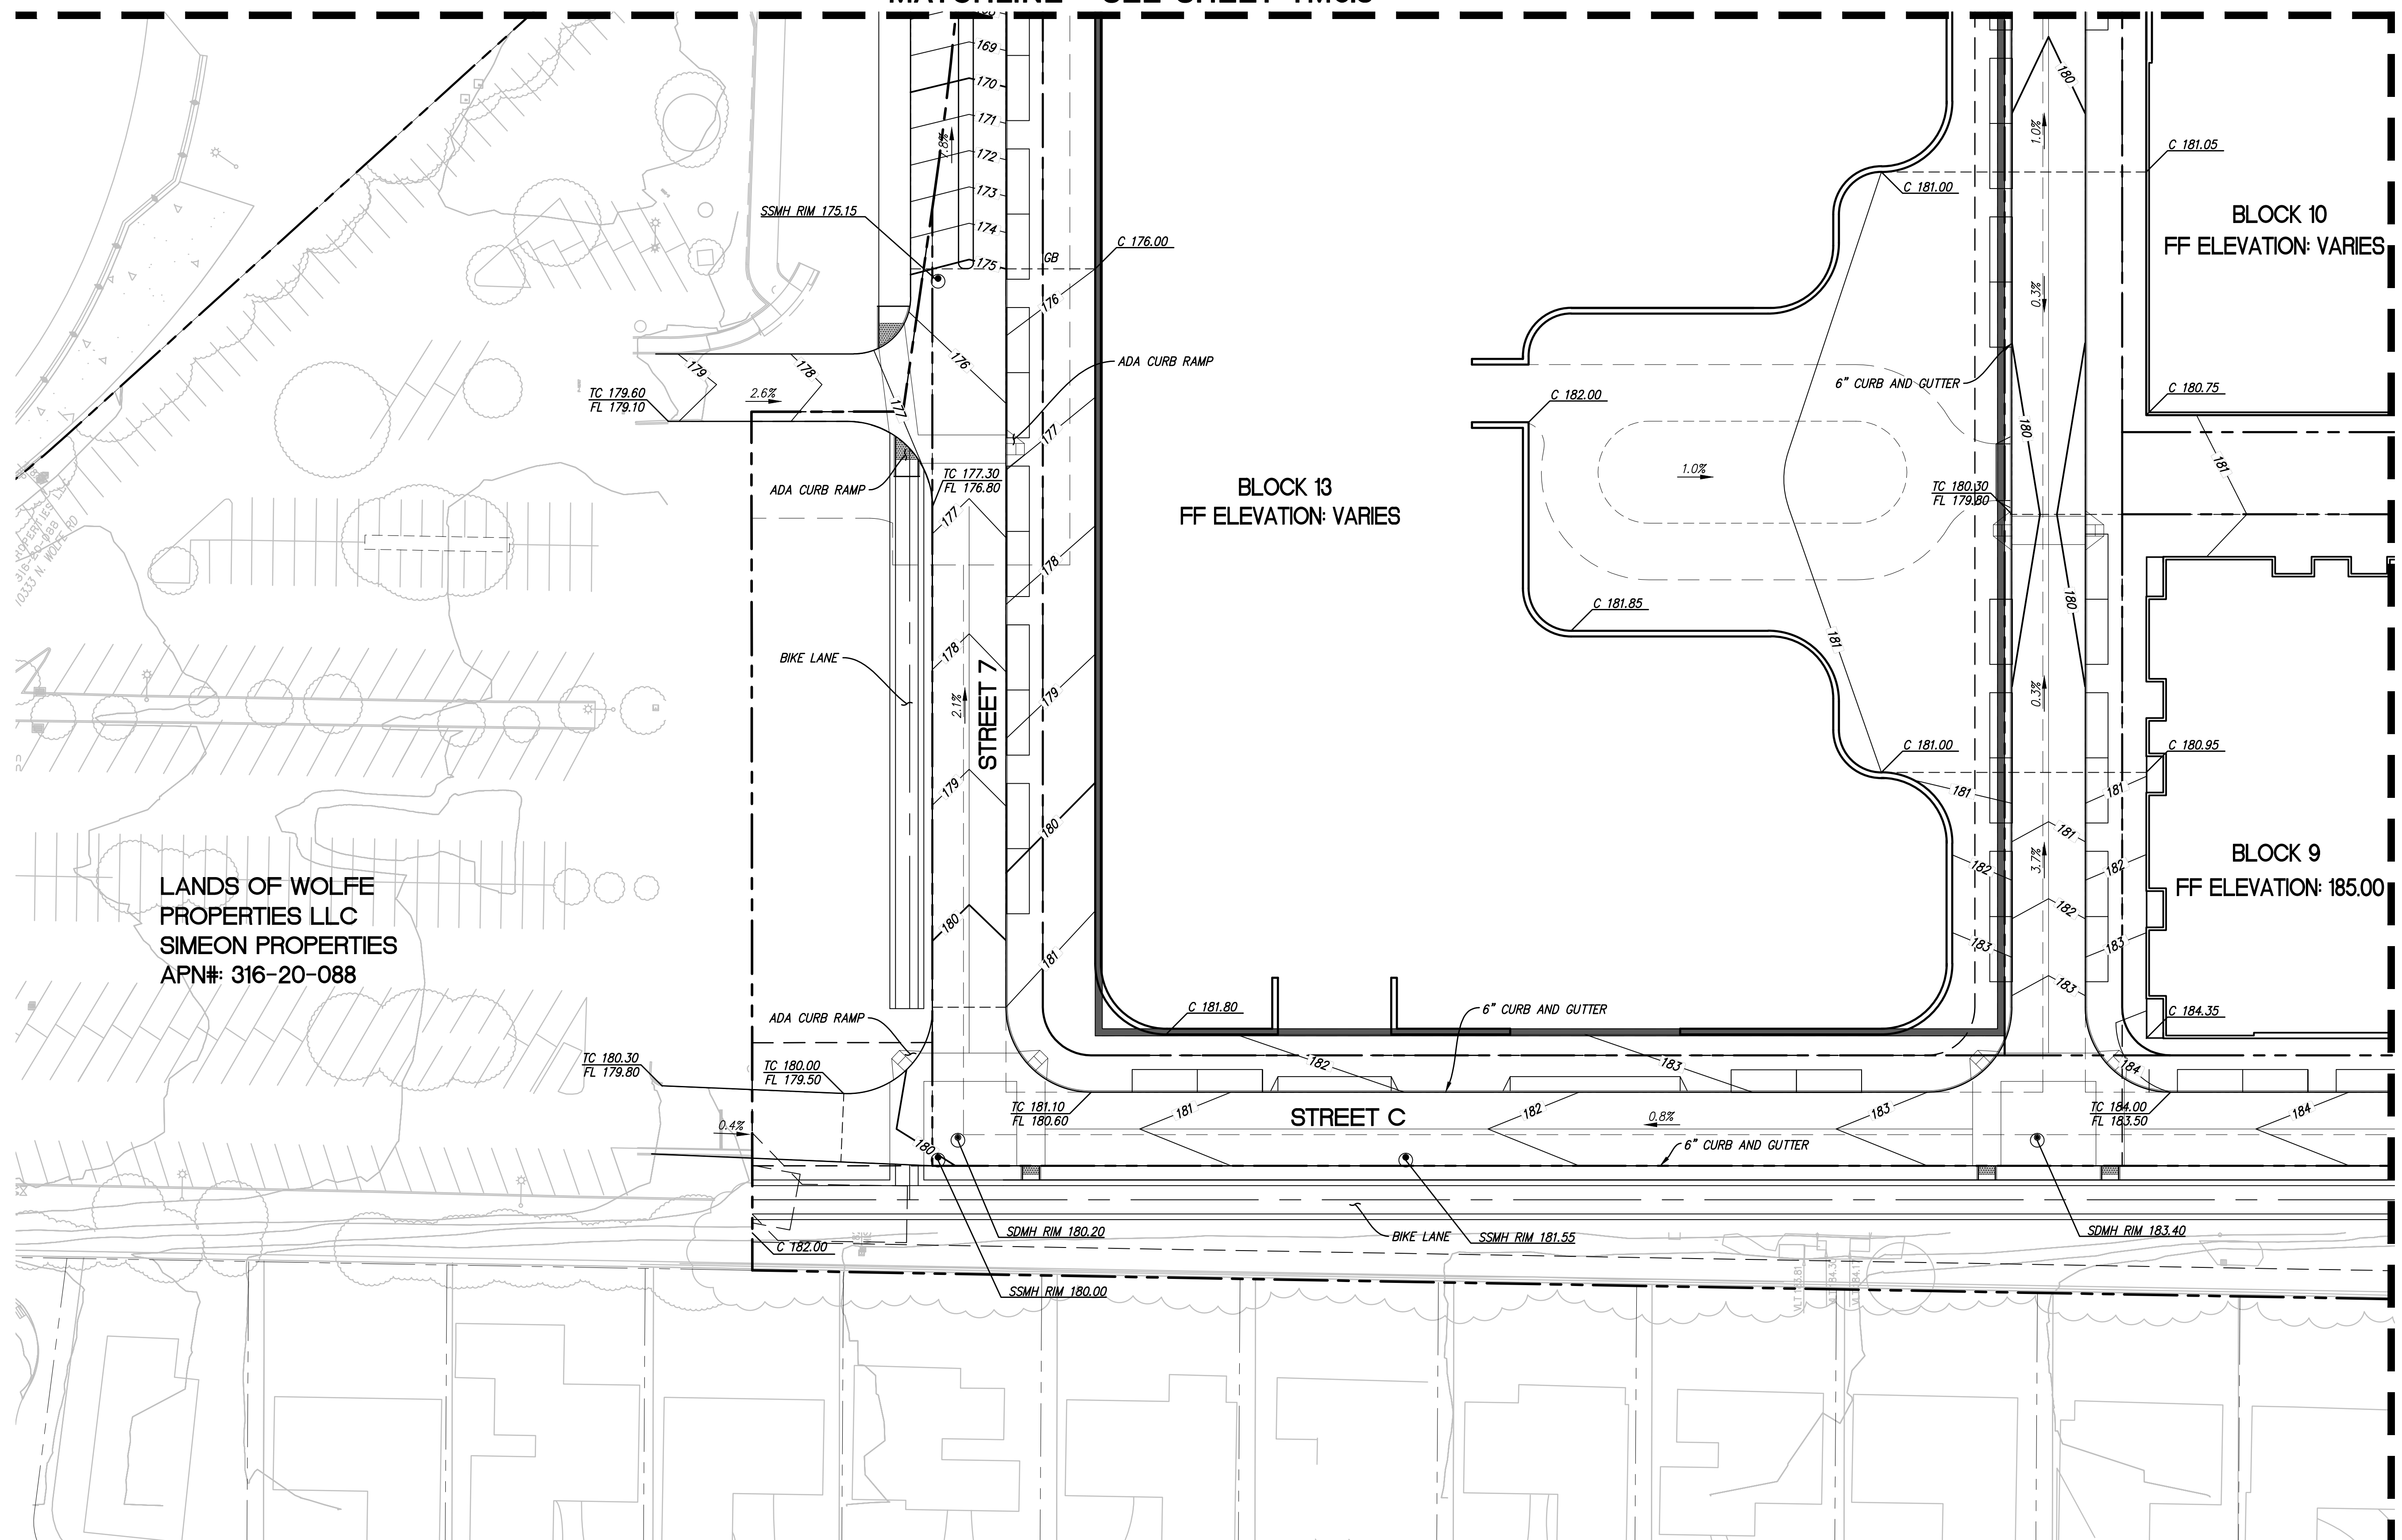 169
170
171
172
173
174
175
7.8%
SSMH RIM 175.15
GB
C 176.00
176
176
ADA CURB RAMP
179
178
2.6%
TC 179.60
FL 179.10
177
177
ADA CURB RAMP
TC 177.30
FL 176.80
177
178
BIKE LANE
178
179
2.1%
STREET 7
179
180
180
181
180
1.0%
C 181.00
C 181.05
BLOCK 10
FF ELEVATION: VARIES
0.3%
6" CURB AND GUTTER
C 182.00
C 180.75
180
181
1.0%
BLOCK 13
FF ELEVATION: VARIES
TC 180.30
FL 179.80
180
C 181.85
181
0.3%
C 181.00
C 180.95
181
181
181
182
182
3.7%
182
183
183
183
BLOCK 9
FF ELEVATION: 185.00
C 184.35
184
10333 N. WOLFE RD
LANDS OF WOLFE
PROPERTIES LLC
SIMEON PROPERTIES
APN#: 316-20-088
ADA CURB RAMP
TC 180.30
FL 179.80
TC 180.00
FL 179.50
0.4%
180
C 181.80
6" CURB AND GUTTER
182
183
TC 181.10
FL 180.60
181
STREET C
182
0.8%
183
TC 184.00
FL 183.50
184
6" CURB AND GUTTER
C 182.00
SDMH RIM 180.20
SSMH RIM 180.00
BIKE LANE
SSMH RIM 181.55
SDMH RIM 183.40